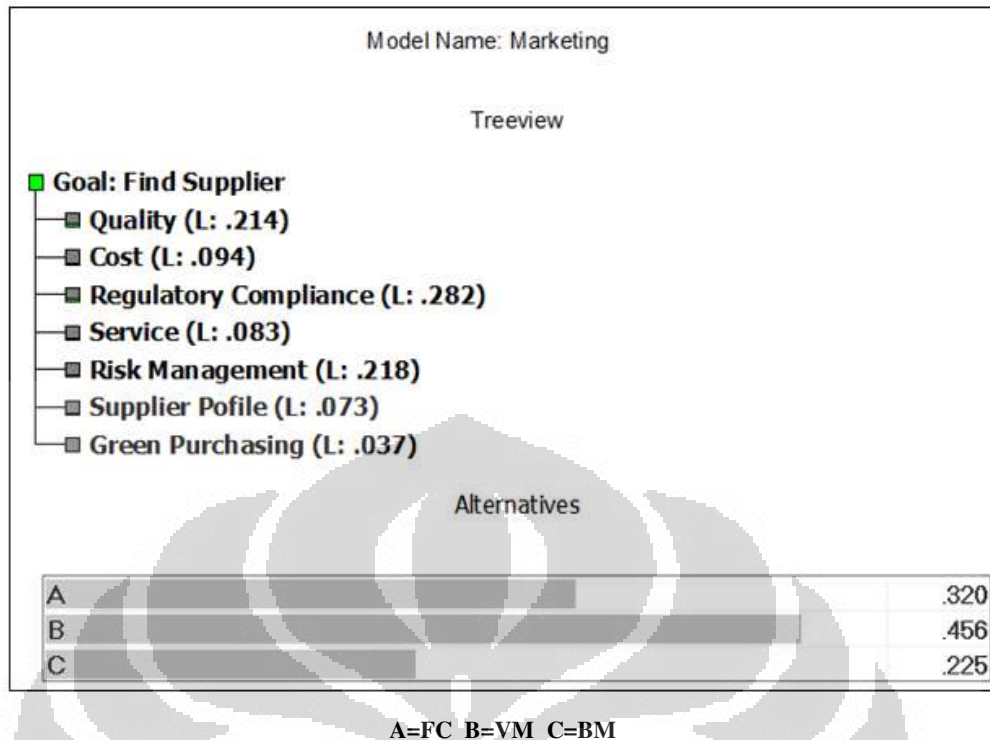 Model Name: Marketing
Treeview
Goal: Find Supplier
Quality (L: .214)
Cost (L: .094)
Regulatory Compliance (L: .282)
Service (L: .083)
Risk Management (L: .218)
Supplier Pofile (L: .073)
Green Purchasing (L: .037)
Alternatives
A .320
B .456
C .225
A=FC B=VM C=BM